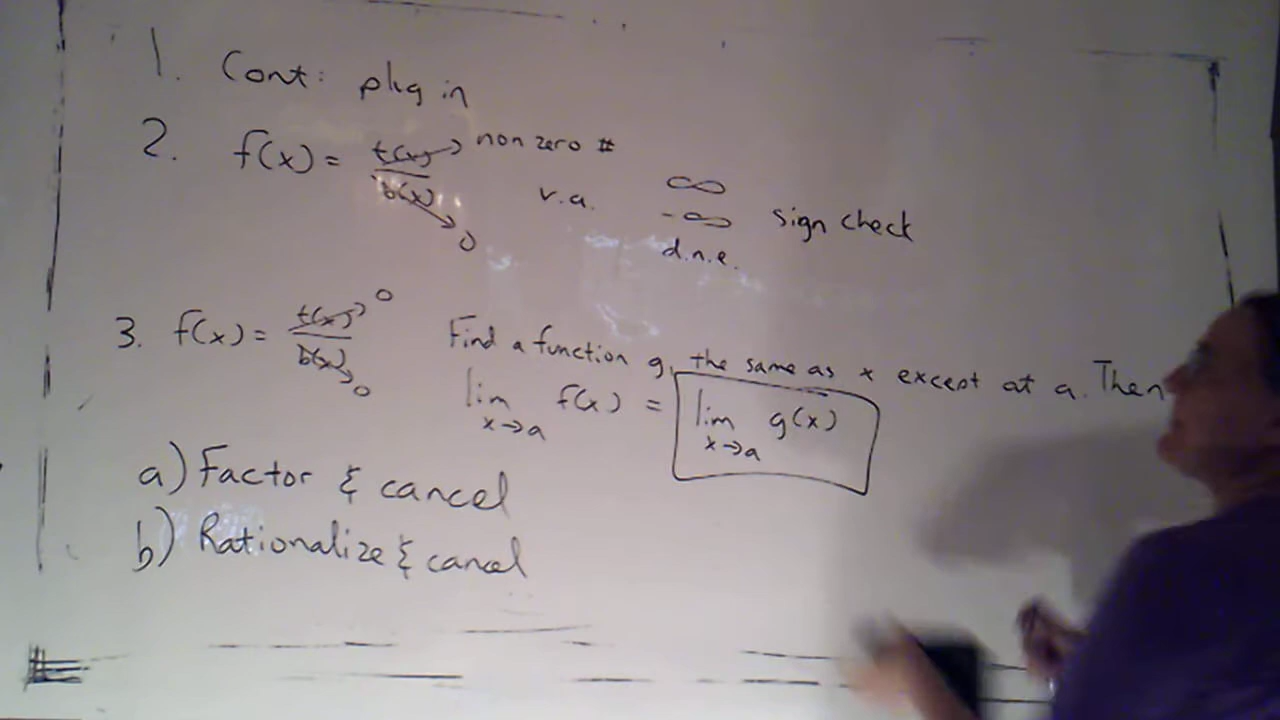 1. Cont: plug in
2. f(x) = t(x)/b(x) → non zero # → 0 v.a. ∞ -∞ d.n.e. sign check
3. f(x) = t(x)/b(x) → 0 → 0 Find a function g, the same as x except at a. Then
lim x→a f(x) = lim x→a g(x)
a) Factor & cancel
b) Rationalize & cancel